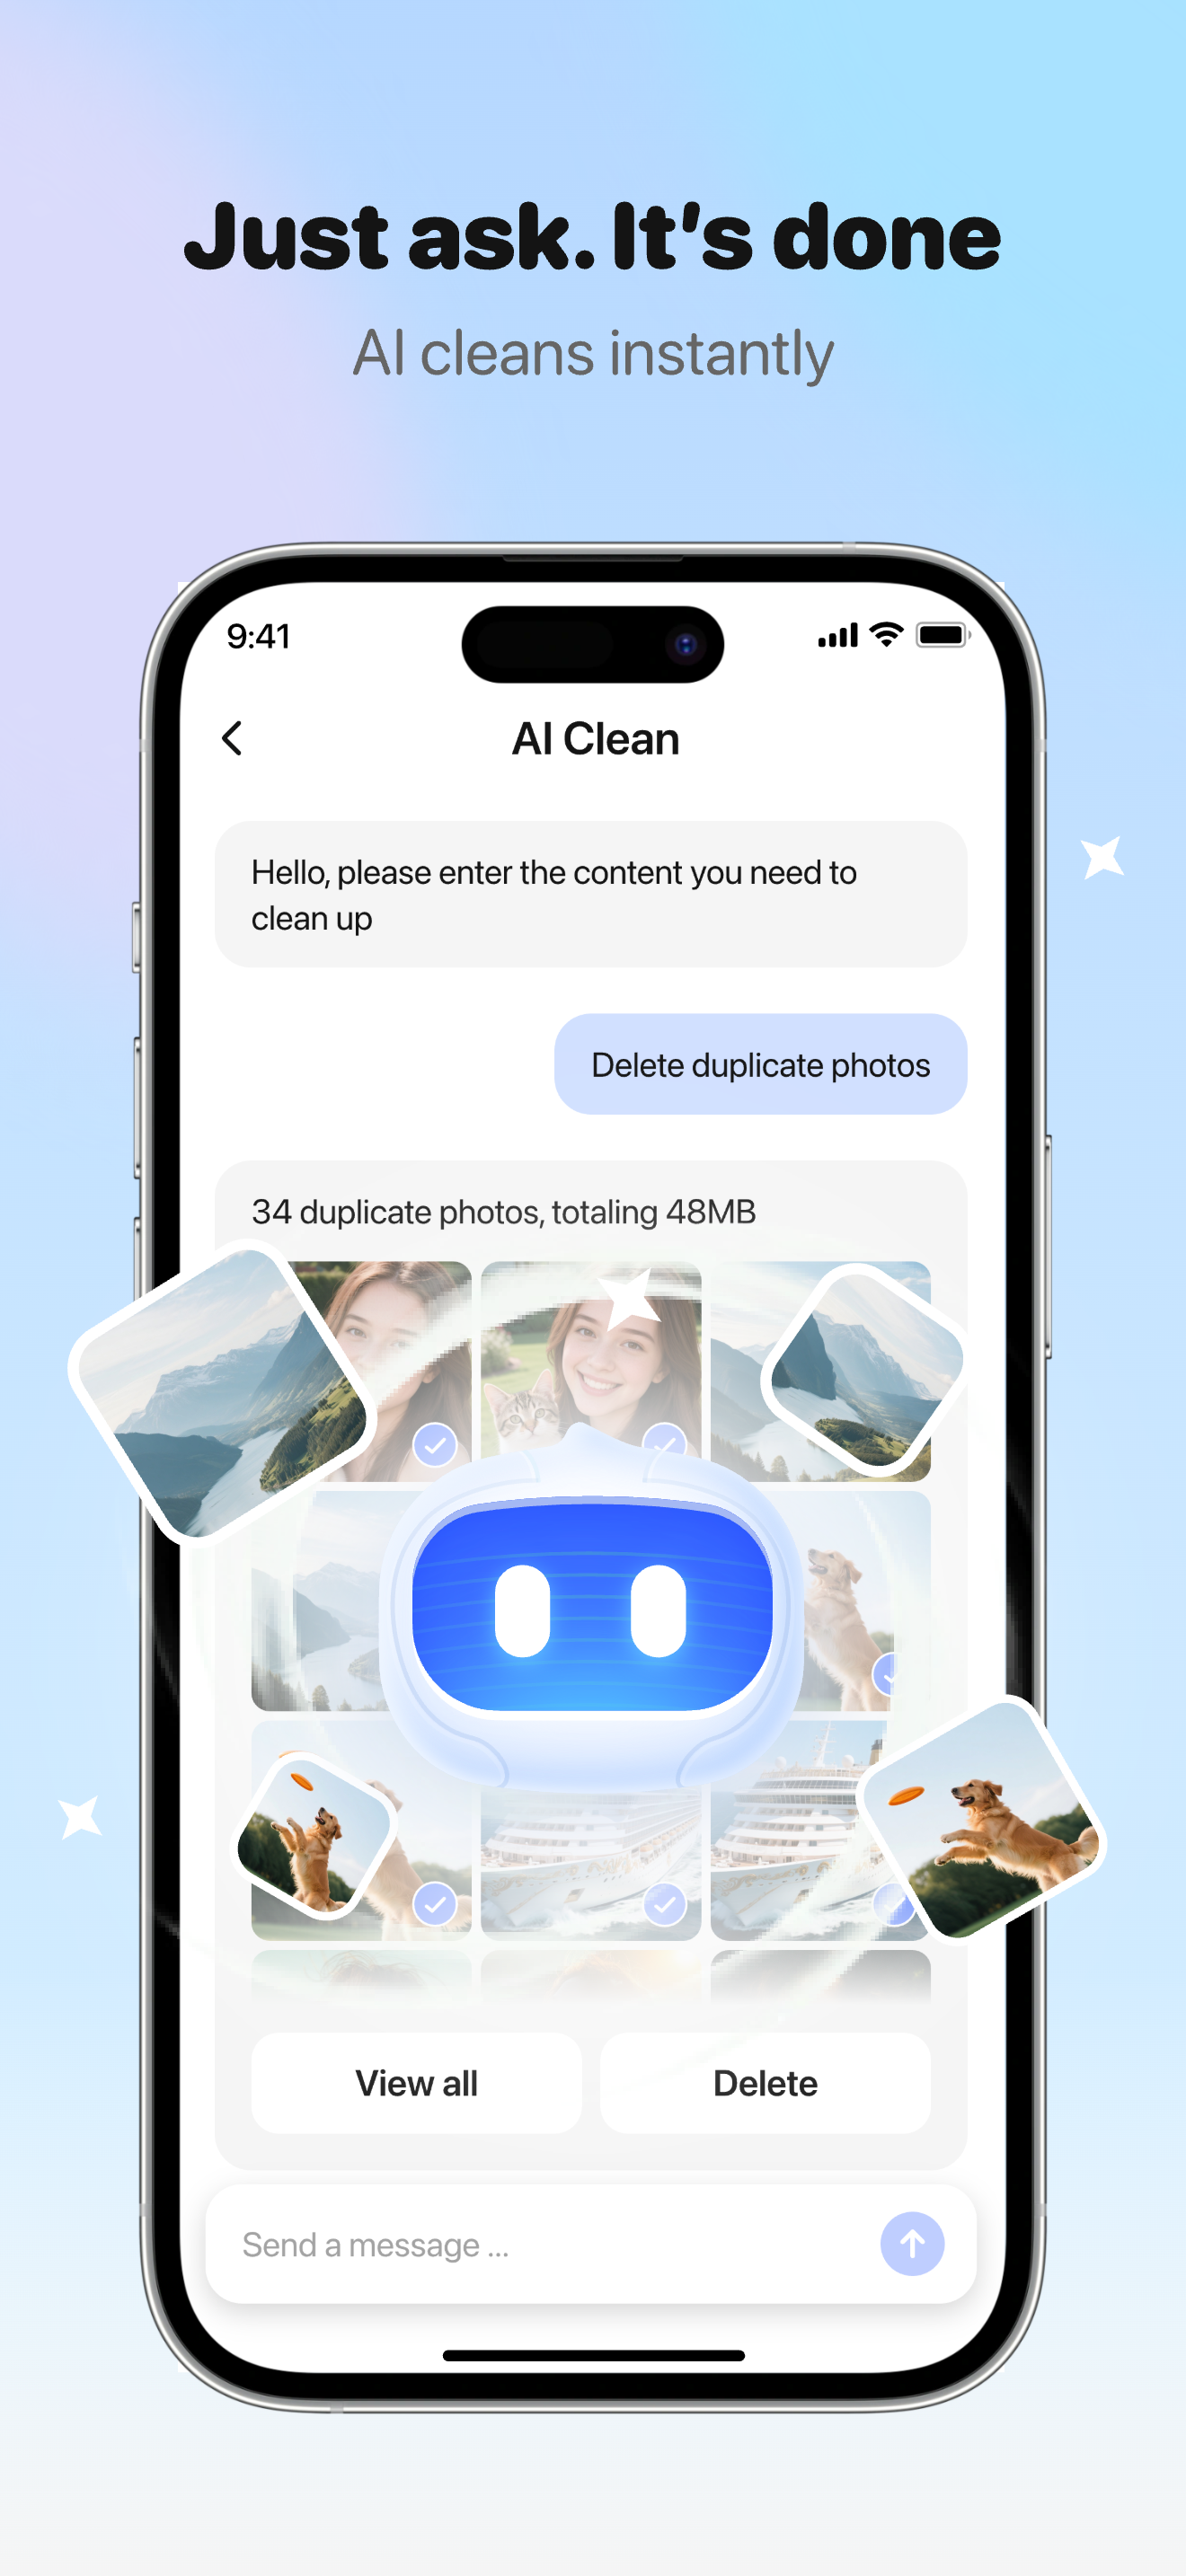 Just ask. It's done
AI cleans instantly
9:41
AI Clean
Hello, please enter the content you need to
clean up
Delete duplicate photos
34 duplicate photos, totaling 48MB
View all
Delete
Send a message ...